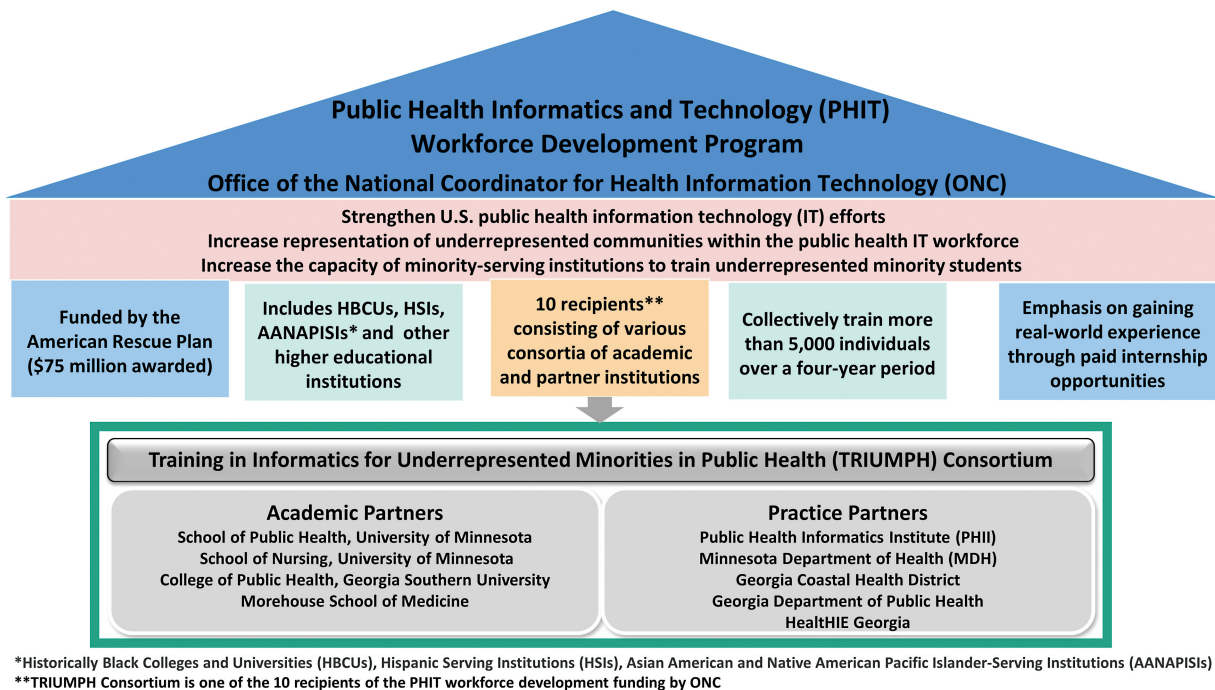 Public Health Informatics and Technology (PHIT)
Workforce Development Program
Office of the National Coordinator for Health Information Technology (ONC)
Strengthen U.S. public health information technology (IT) efforts
Increase representation of underrepresented communities within the public health IT workforce
Increase the capacity of minority-serving institutions to train underrepresented minority students
Funded by the
American Rescue Plan
($75 million awarded)
Includes HBCUs, HSIs,
AANAPISIs* and other
higher educational
institutions
10 recipients**
consisting of various
consortia of academic
and partner institutions
Collectively train more
than 5,000 individuals
over a four-year period
Emphasis on gaining
real-world experience
through paid internship
opportunities
Training in Informatics for Underrepresented Minorities in Public Health (TRIUMPH) Consortium
Academic Partners
School of Public Health, University of Minnesota
School of Nursing, University of Minnesota
College of Public Health, Georgia Southern University
Morehouse School of Medicine
Practice Partners
Public Health Informatics Institute (PHII)
Minnesota Department of Health (MDH)
Georgia Coastal Health District
Georgia Department of Public Health
HealtHIE Georgia
*Historically Black Colleges and Universities (HBCUs), Hispanic Serving Institutions (HSIs), Asian American and Native American Pacific Islander-Serving Institutions (AANAPISIs)
**TRIUMPH Consortium is one of the 10 recipients of the PHIT workforce development funding by ONC